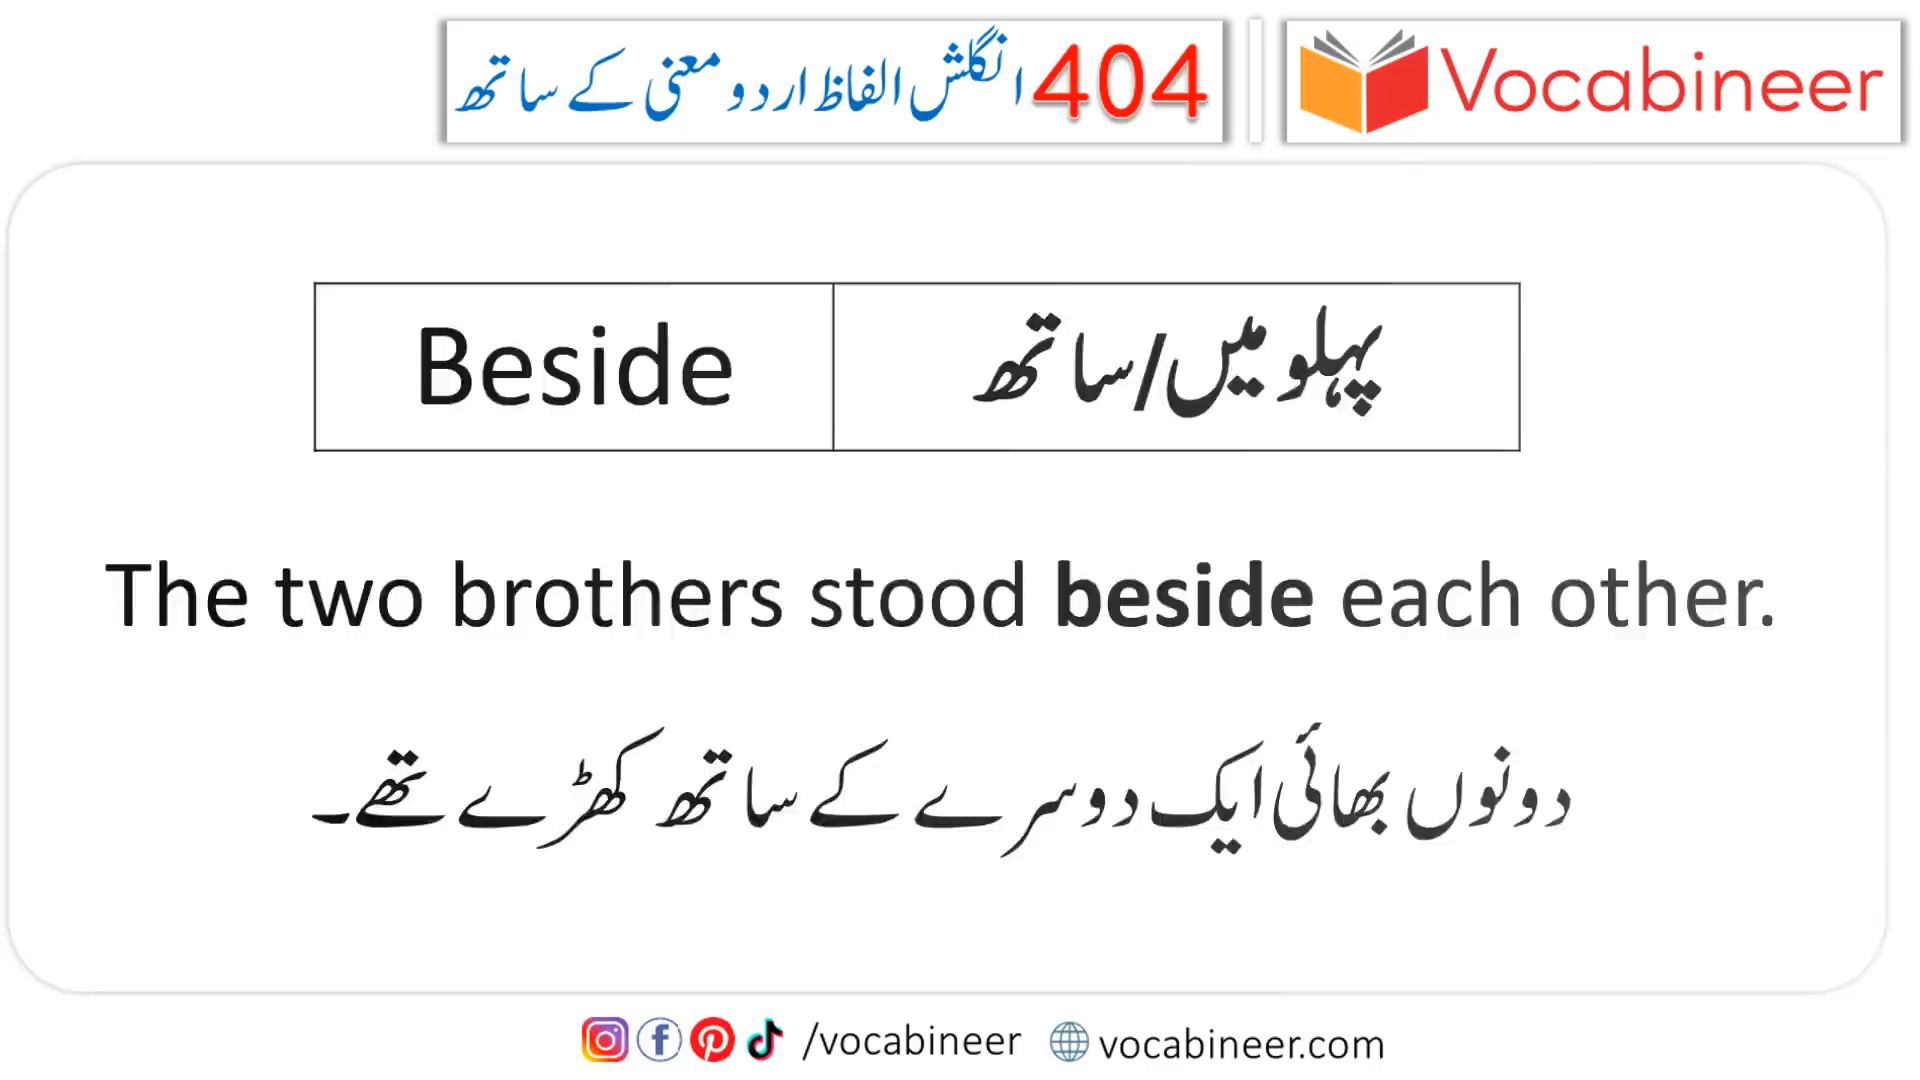 404 انگلش الفاظ اردو معنی کے ساتھ
Vocabineer
Beside
پہلو میں/ساتھ
The two brothers stood beside each other.
دونوں بھائی ایک دوسرے کے ساتھ کھڑے تھے۔
/vocabineer vocabineer.com